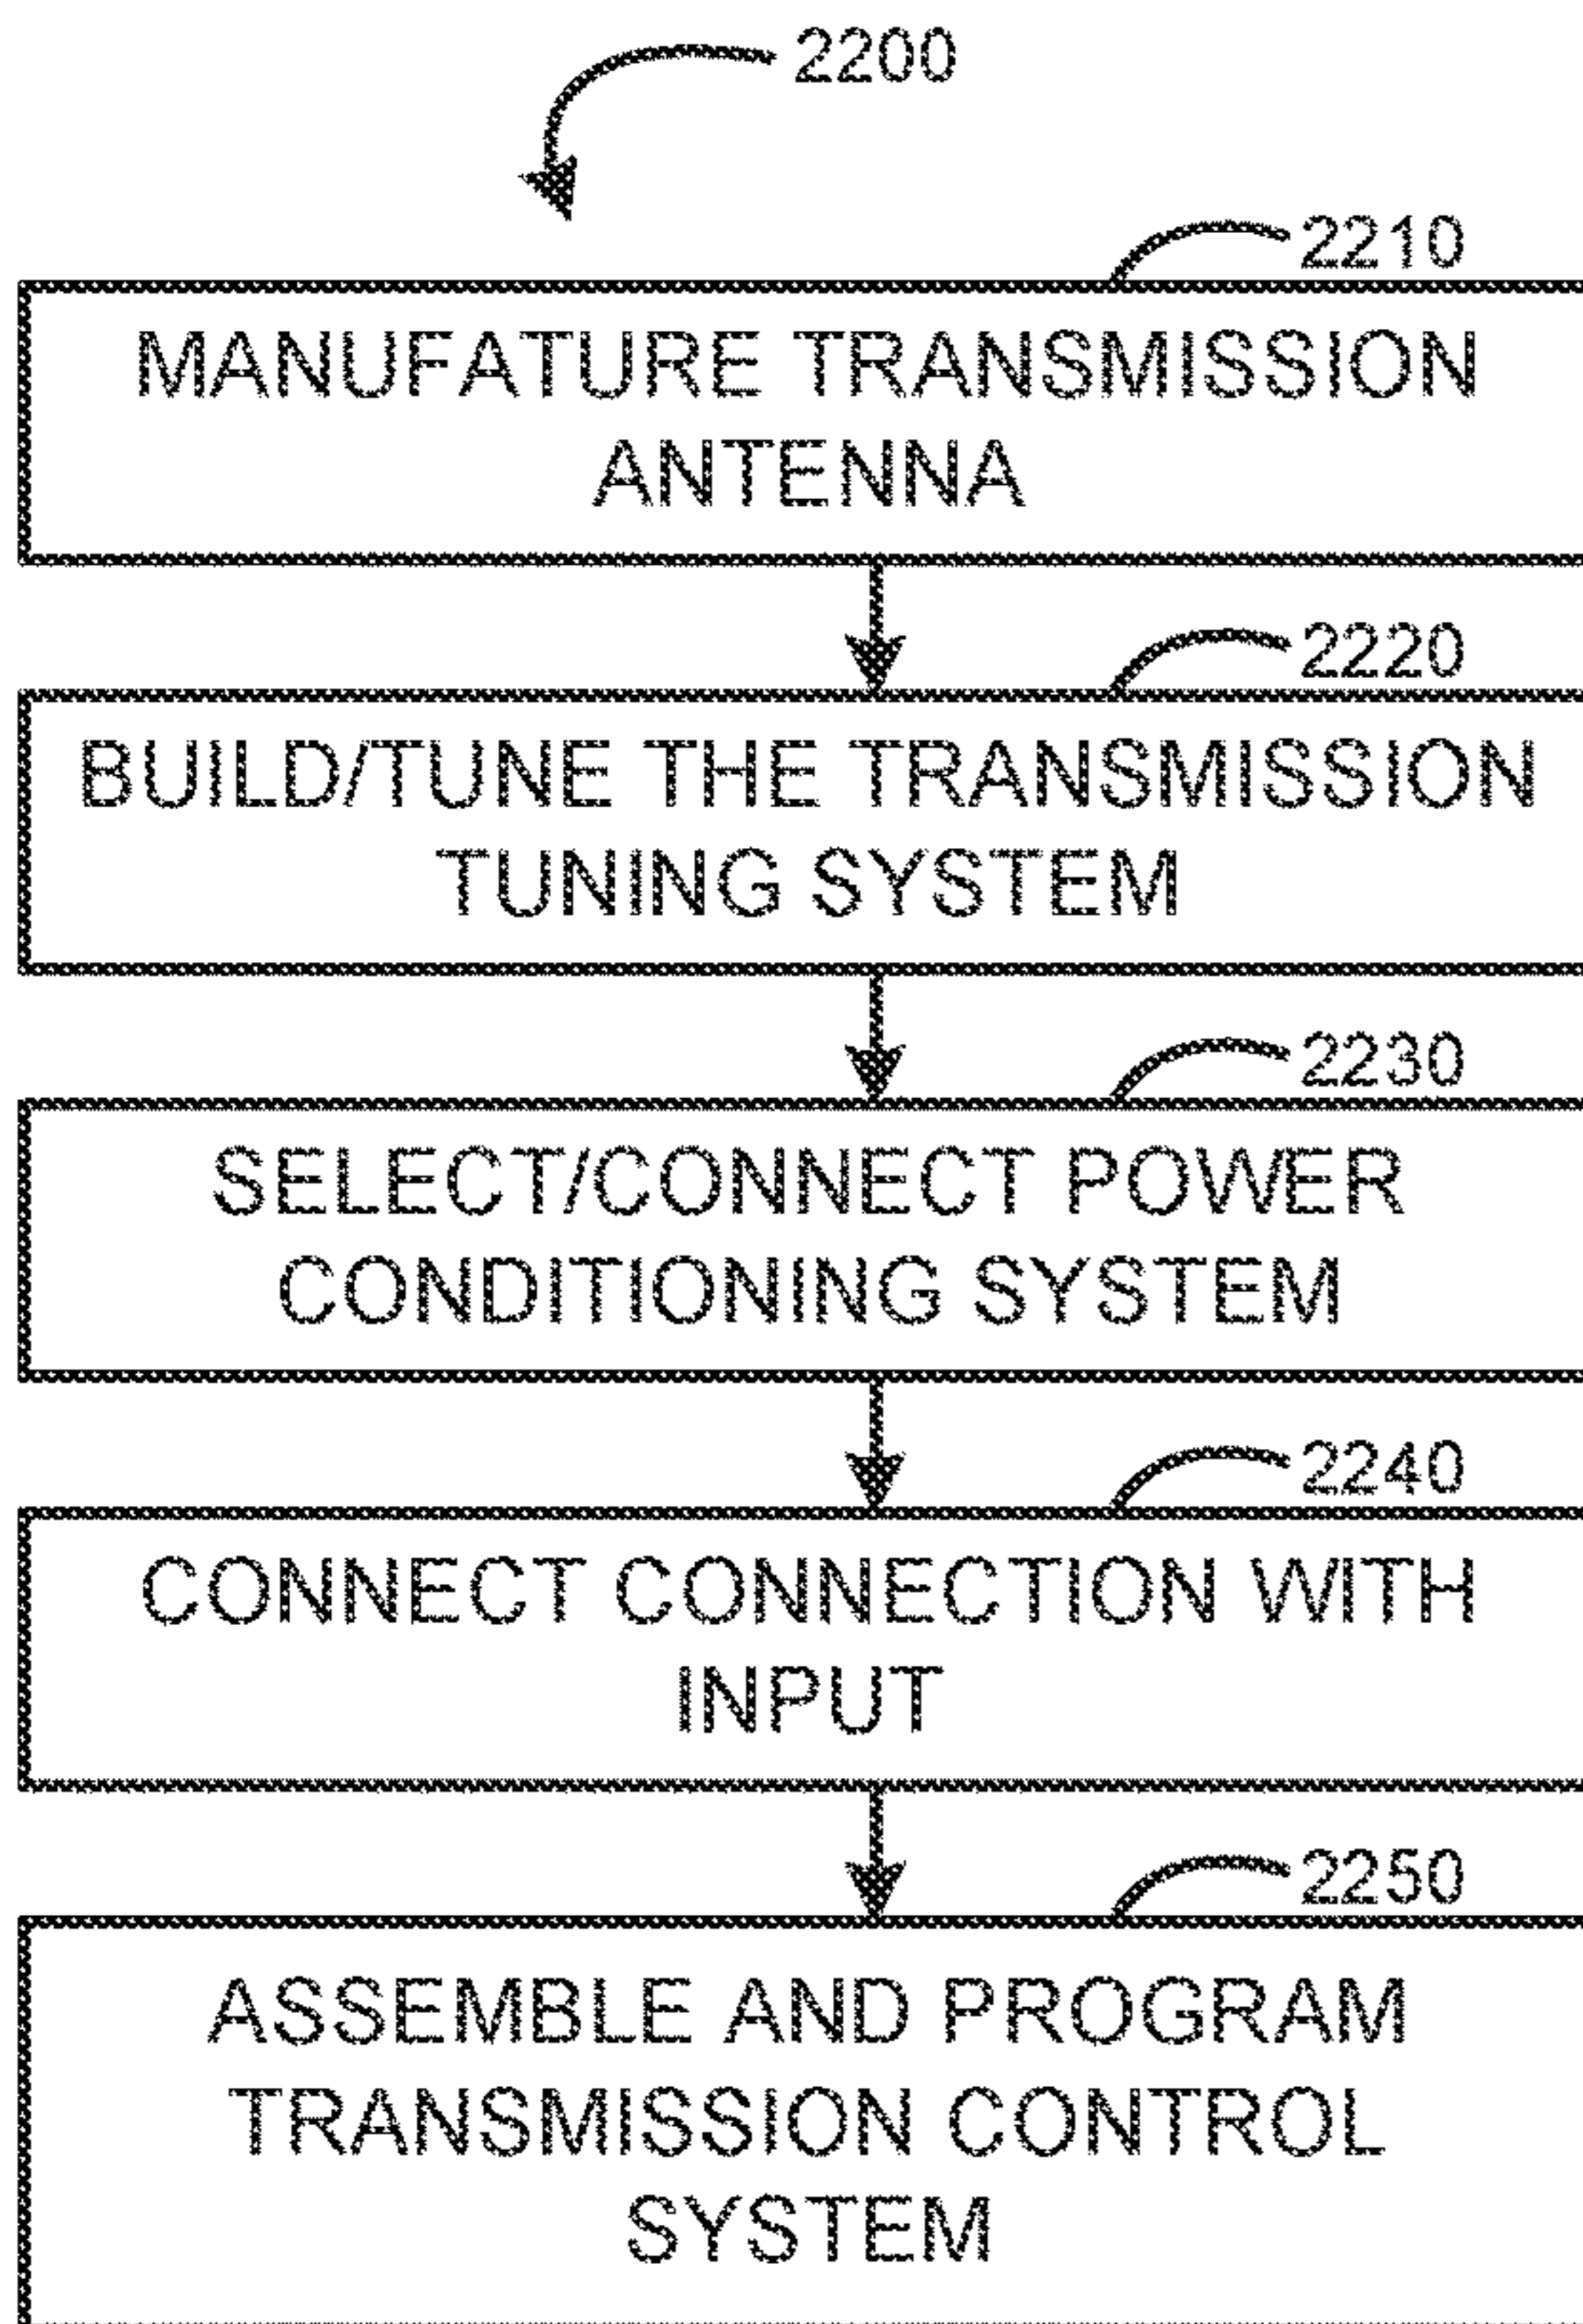 2200
2210
MANUFATURE TRANSMISSION
ANTENNA
2220
BUILD/TUNE THE TRANSMISSION
TUNING SYSTEM
2230
SELECT/CONNECT POWER
CONDITIONING SYSTEM
2240
CONNECT CONNECTION WITH
INPUT
2250
ASSEMBLE AND PROGRAM
TRANSMISSION CONTROL
SYSTEM